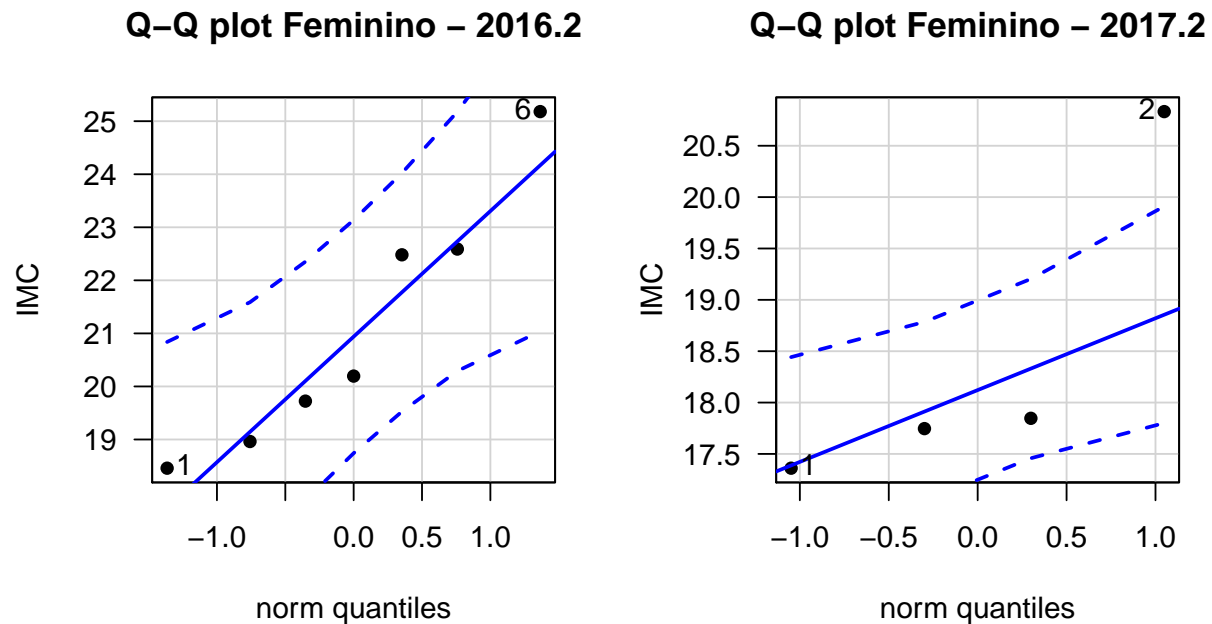 Q−Q plot Feminino − 2016.2
25
24
23
22
21
20
19
IMC
6
1
−1.0 0.0 0.5 1.0
norm quantiles
Q−Q plot Feminino − 2017.2
20.5
20.0
19.5
19.0
18.5
18.0
17.5
IMC
2
1
−1.0 −0.5 0.0 0.5 1.0
norm quantiles